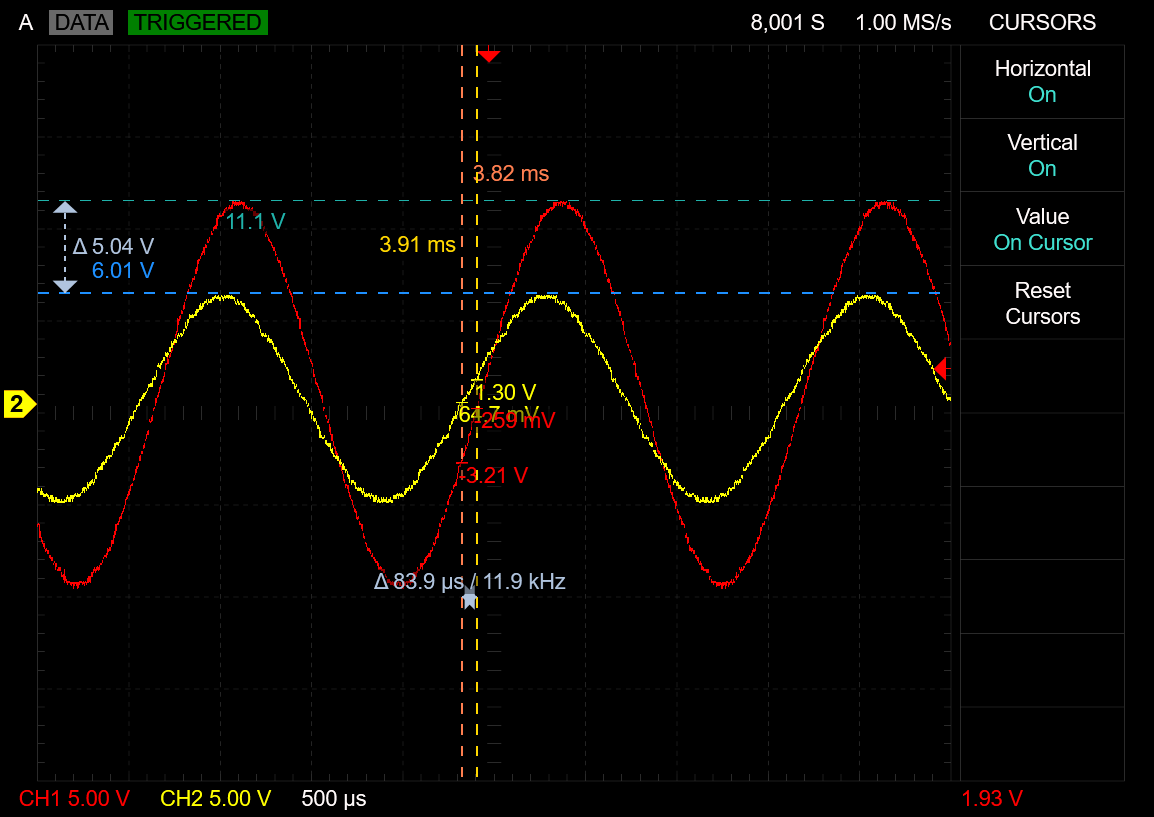 A DATA TRIGGERED 8,001 S 1.00 MS/s CURSORS
Horizontal
On
Vertical
On
3.82 ms
Value
On Cursor
11.1 V
3.91 ms
Δ 5.04 V
6.01 V
Reset
Cursors
1.30 V
2
64.7 mV
-259 mV
-3.21 V
Δ 83.9 µs / 11.9 kHz
CH1 5.00 V CH2 5.00 V 500 µs 1.93 V